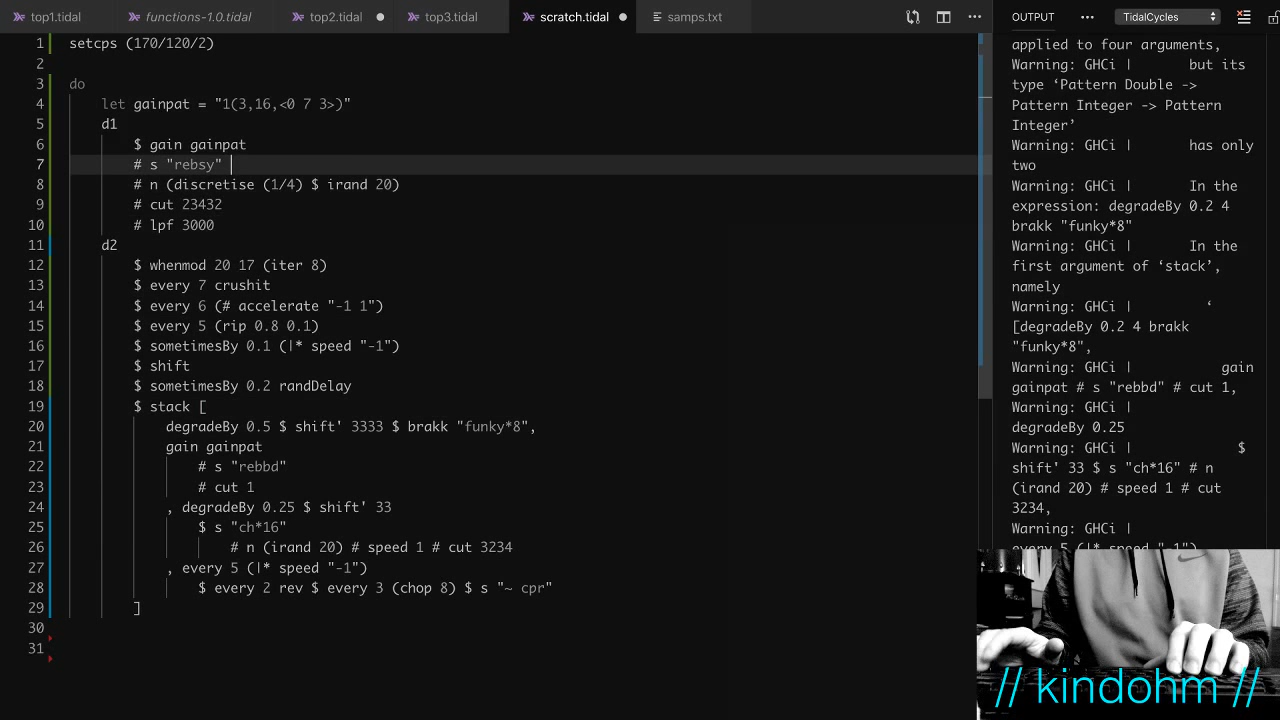 top1.tidal functions-1.0.tidal top2.tidal top3.tidal scratch.tidal samps.txt
1 setcps (170/120/2)
2
3 do
4 let gainpat = "1(3,16,<0 7 3>)"
5 d1
6 $ gain gainpat
7 # s "rebsy"
8 # n (discretise (1/4) $ irand 20)
9 # cut 23432
10 # lpf 3000
11 d2
12 $ whenmod 20 17 (iter 8)
13 $ every 7 crushit
14 $ every 6 (# accelerate "-1 1")
15 $ every 5 (rip 0.8 0.1)
16 $ sometimesBy 0.1 (|* speed "-1")
17 $ shift
18 $ sometimesBy 0.2 randDelay
19 $ stack [
20 degradeBy 0.5 $ shift' 3333 $ brakk "funky*8",
21 gain gainpat
22 # s "rebbd"
23 # cut 1
24 , degradeBy 0.25 $ shift' 33
25 $ s "ch*16"
26 # n (irand 20) # speed 1 # cut 3234
27 , every 5 (|* speed "-1")
28 $ every 2 rev $ every 3 (chop 8) $ s "~ cpr"
29 ]
30
31
OUTPUT TidalCycles
applied to four arguments,
Warning: GHCi | but its
type ‘Pattern Double ->
Pattern Integer -> Pattern
Integer’
Warning: GHCi | has only
two
Warning: GHCi | In the
expression: degradeBy 0.2 4
brakk "funky*8"
Warning: GHCi | In the
first argument of ‘stack’,
namely
Warning: GHCi | ‘
[degradeBy 0.2 4 brakk
"funky*8",
Warning: GHCi | gain
gainpat # s "rebbd" # cut 1,
Warning: GHCi |
degradeBy 0.25
Warning: GHCi | $
shift' 33 $ s "ch*16" # n
(irand 20) # speed 1 # cut
3234,
Warning: GHCi |
every 5 (|* speed "-1")
// kindohm //